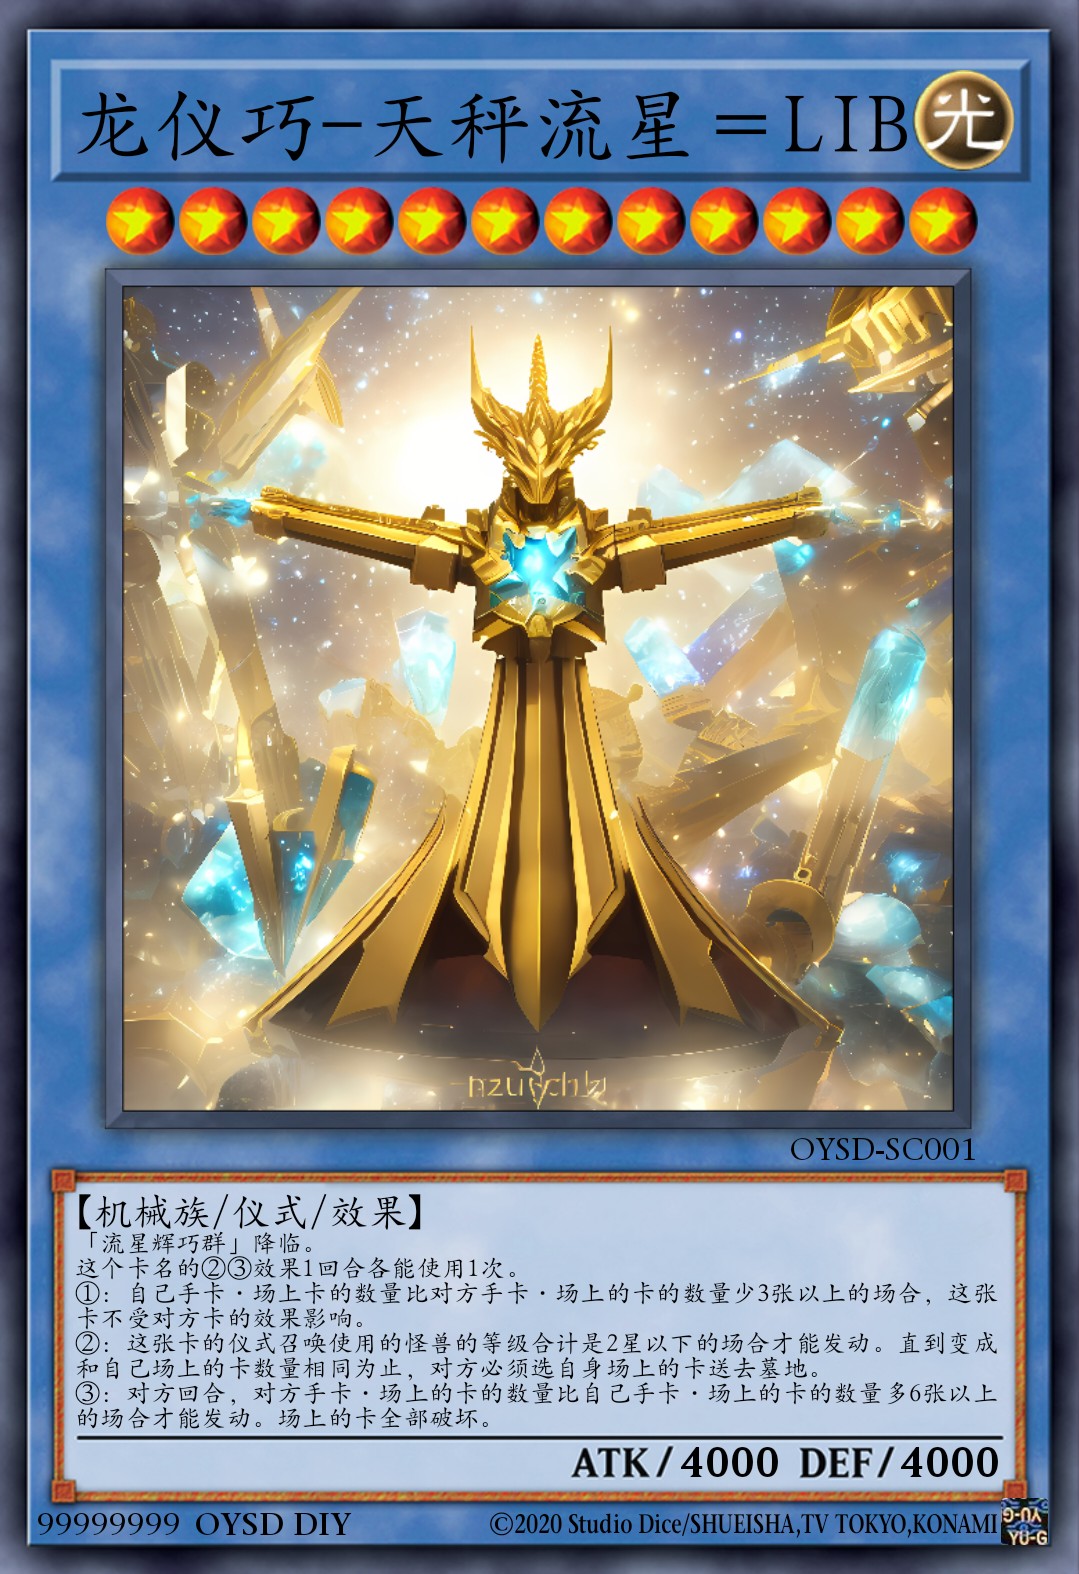 龙仪巧-天秤流星＝LIB
光
OYSD-SC001
【机械族/仪式/效果】
「流星辉巧群」降临。
这个卡名的②③效果1回合各能使用1次。
①：自己手卡·场上卡的数量比对方手卡·场上的卡的数量少3张以上的场合，这张
卡不受对方卡的效果影响。
②：这张卡的仪式召唤使用的怪兽的等级合计是2星以下的场合才能发动。直到变成
和自己场上的卡数量相同为止，对方必须选自身场上的卡送去墓地。
③：对方回合，对方手卡·场上的卡的数量比自己手卡·场上的卡的数量多6张以上
的场合才能发动。场上的卡全部破坏。
ATK/4000 DEF/4000
99999999 OYSD DIY
©2020 Studio Dice/SHUEISHA,TV TOKYO,KONAMI